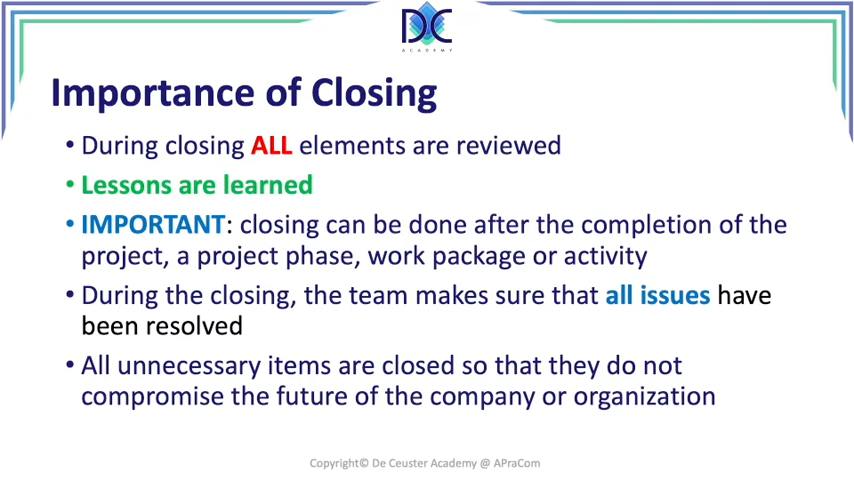 DC
ACADEMY
Importance of Closing
• During closing ALL elements are reviewed
• Lessons are learned
• IMPORTANT: closing can be done after the completion of the
project, a project phase, work package or activity
• During the closing, the team makes sure that all issues have
been resolved
• All unnecessary items are closed so that they do not
compromise the future of the company or organization
Copyright© De Ceuster Academy @ APraCom